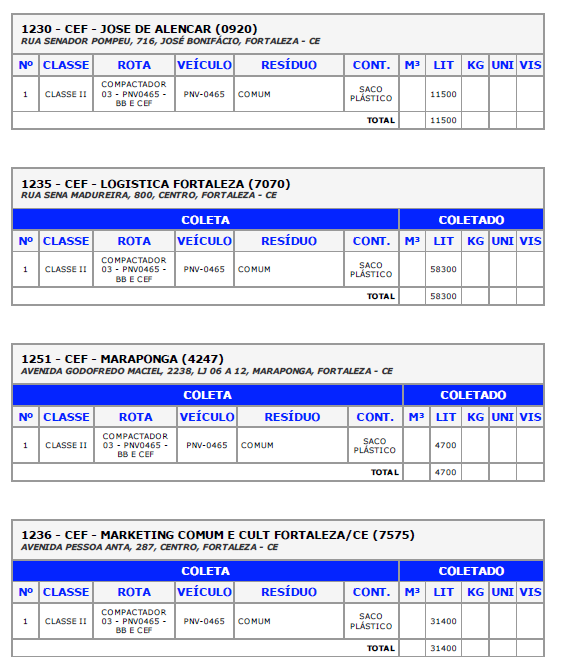 1230 - CEF - JOSE DE ALENCAR (0920)
RUA SENADOR POMPEU, 716, JOSÉ BONIFÁCIO, FORTALEZA - CE
Nº CLASSE ROTA VEÍCULO RESÍDUO CONT. M³ LIT KG UNI VIS
1 CLASSE II COMPACTADOR 03 - PNV0465 - BB E CEF PNV-0465 COMUM SACO PLÁSTICO 11500
TOTAL 11500
1235 - CEF - LOGISTICA FORTALEZA (7070)
RUA SENA MADUREIRA, 800, CENTRO, FORTALEZA - CE
COLETA COLETADO
Nº CLASSE ROTA VEÍCULO RESÍDUO CONT. M³ LIT KG UNI VIS
1 CLASSE II COMPACTADOR 03 - PNV0465 - BB E CEF PNV-0465 COMUM SACO PLÁSTICO 58300
TOTAL 58300
1251 - CEF - MARAPONGA (4247)
AVENIDA GODOFREDO MACIEL, 2238, LJ 06 A 12, MARAPONGA, FORTALEZA - CE
COLETA COLETADO
Nº CLASSE ROTA VEÍCULO RESÍDUO CONT. M³ LIT KG UNI VIS
1 CLASSE II COMPACTADOR 03 - PNV0465 - BB E CEF PNV-0465 COMUM SACO PLÁSTICO 4700
TOTAL 4700
1236 - CEF - MARKETING COMUM E CULT FORTALEZA/CE (7575)
AVENIDA PESSOA ANTA, 287, CENTRO, FORTALEZA - CE
COLETA COLETADO
Nº CLASSE ROTA VEÍCULO RESÍDUO CONT. M³ LIT KG UNI VIS
1 CLASSE II COMPACTADOR 03 - PNV0465 - BB E CEF PNV-0465 COMUM SACO PLÁSTICO 31400
TOTAL 31400